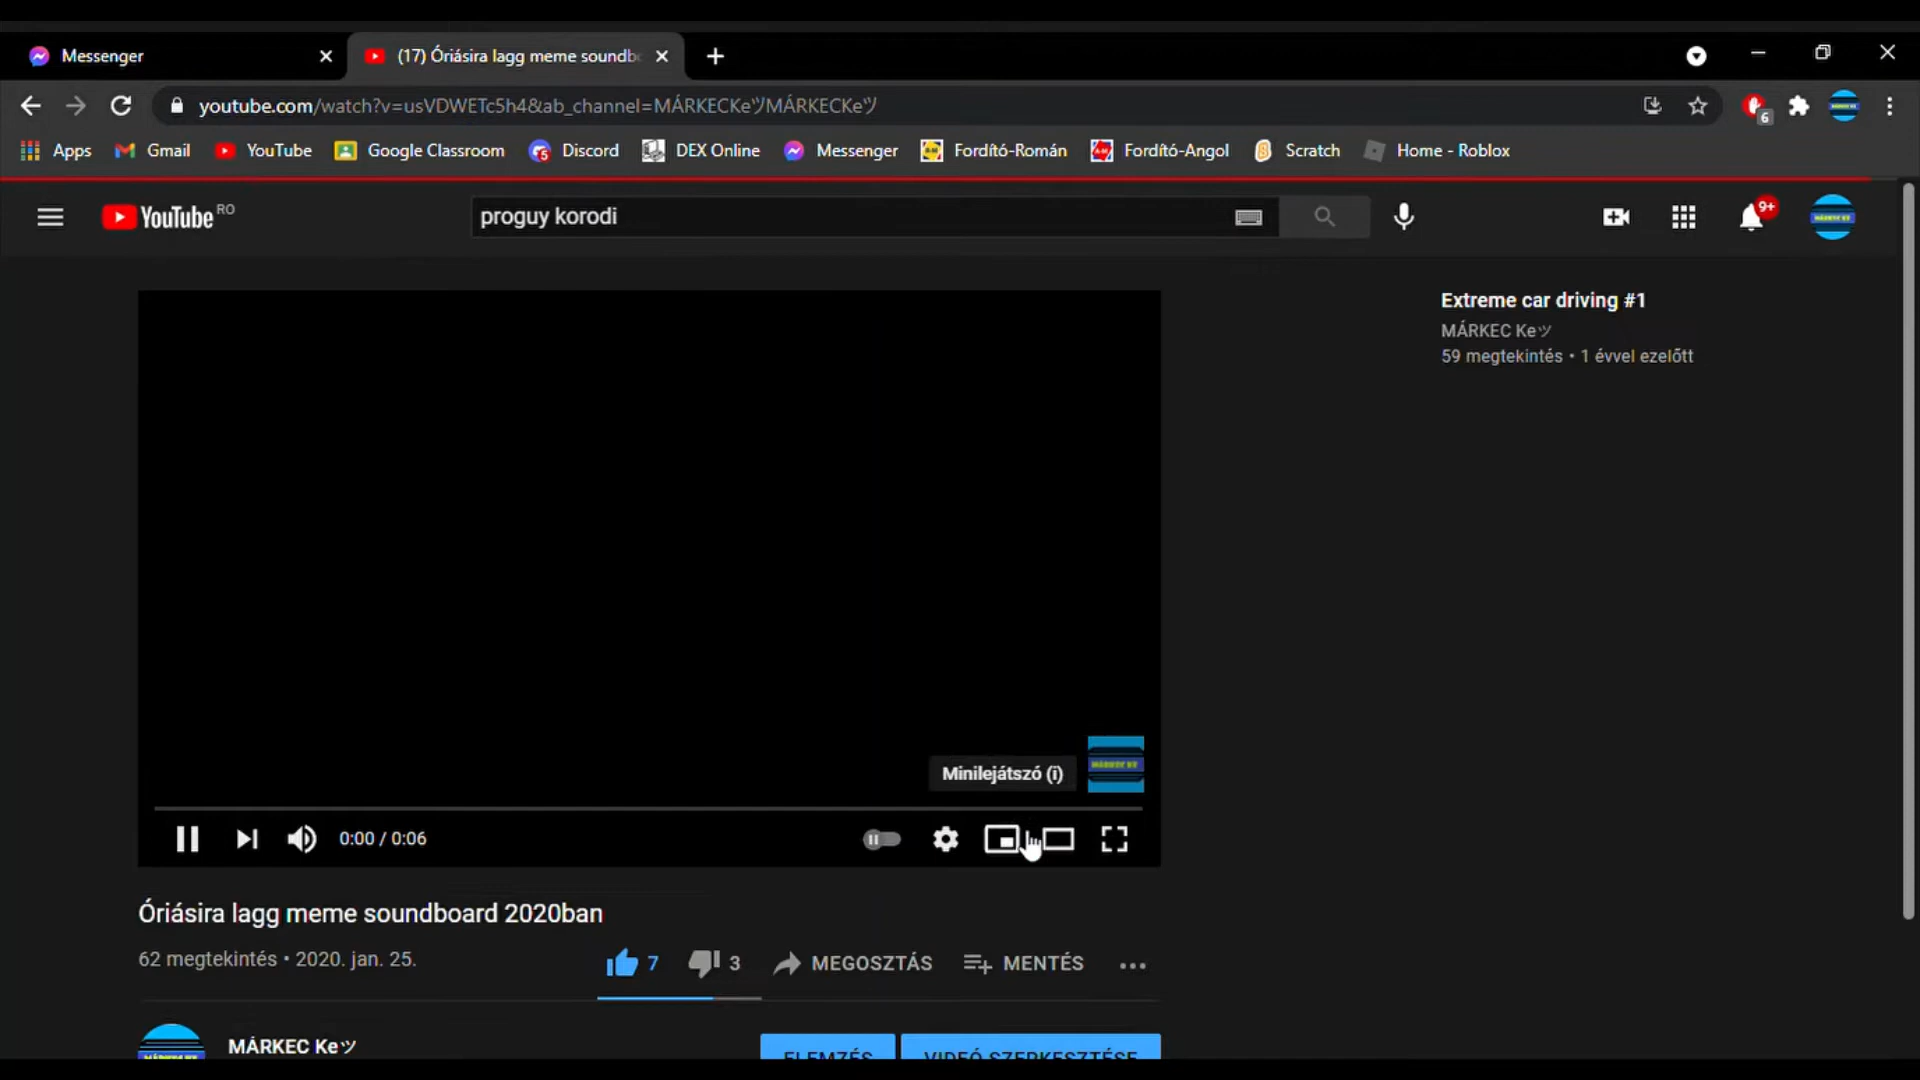 Messenger
(17) Óriásira lagg meme soundb
youtube.com/watch?v=usVDWETc5h4&ab_channel=MÁRKECKeツMÁRKECKeツ
6
Apps Gmail YouTube Google Classroom Discord DEX Online Messenger Fordító-Román Fordító-Angol Scratch Home - Roblox
YouTube RO
proguy korodi
9+
Extreme car driving #1
MÁRKEC Keツ
59 megtekintés • 1 évvel ezelőtt
Minilejátszó (i)
0:00 / 0:06
Óriásira lagg meme soundboard 2020ban
62 megtekintés • 2020. jan. 25.
7 3 MEGOSZTÁS MENTÉS
MÁRKEC Keツ
ELEMZÉS VIDEÓ SZERKESZTÉSE